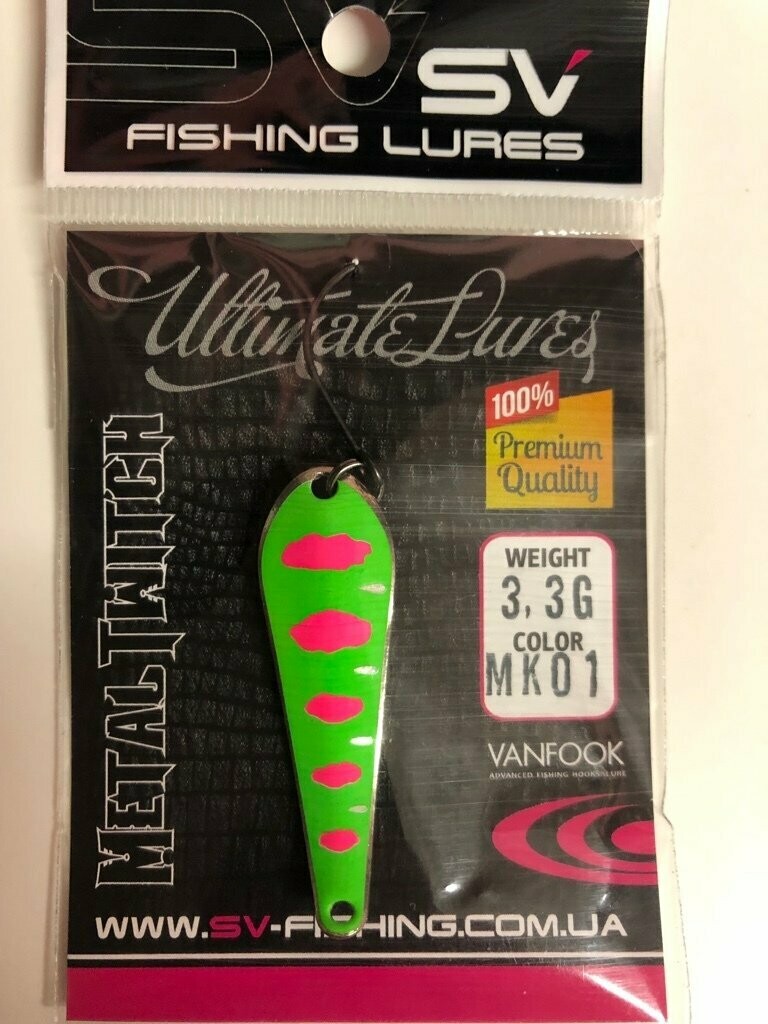 SV
FISHING LURES
Ultimate Lures
METAL TWITCH
100%
Premium
Quality
WEIGHT
3,3G
COLOR
MK01
VANFOOK
ADVANCED FISHING HOOKS&LURE
WWW.SV-FISHING.COM.UA